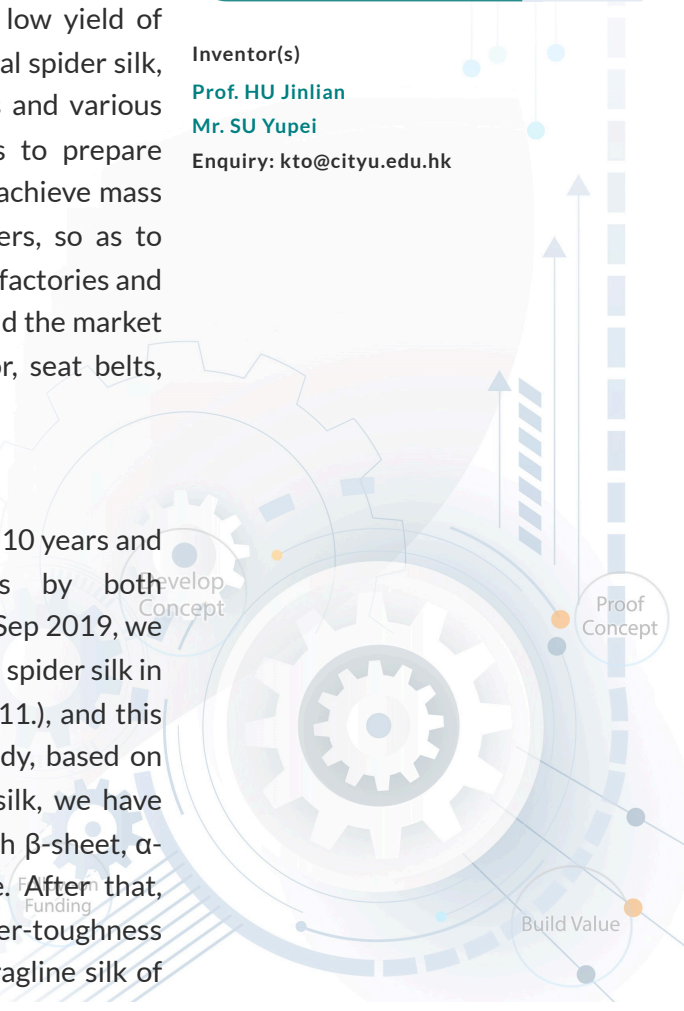 low yield of
al spider silk,
and various
s to prepare
achieve mass
ers, so as to
factories and
d the market
or, seat belts,
10 years and
s by both
Sep 2019, we
spider silk in
11.), and this
dy, based on
silk, we have
h β-sheet, α-
e. After that,
er-toughness
ragline silk of
Inventor(s)
Prof. HU Jinlian
Mr. SU Yupei
Enquiry: kto@cityu.edu.hk
Develop
Concept
Proof
Concept
Funding
Build Value